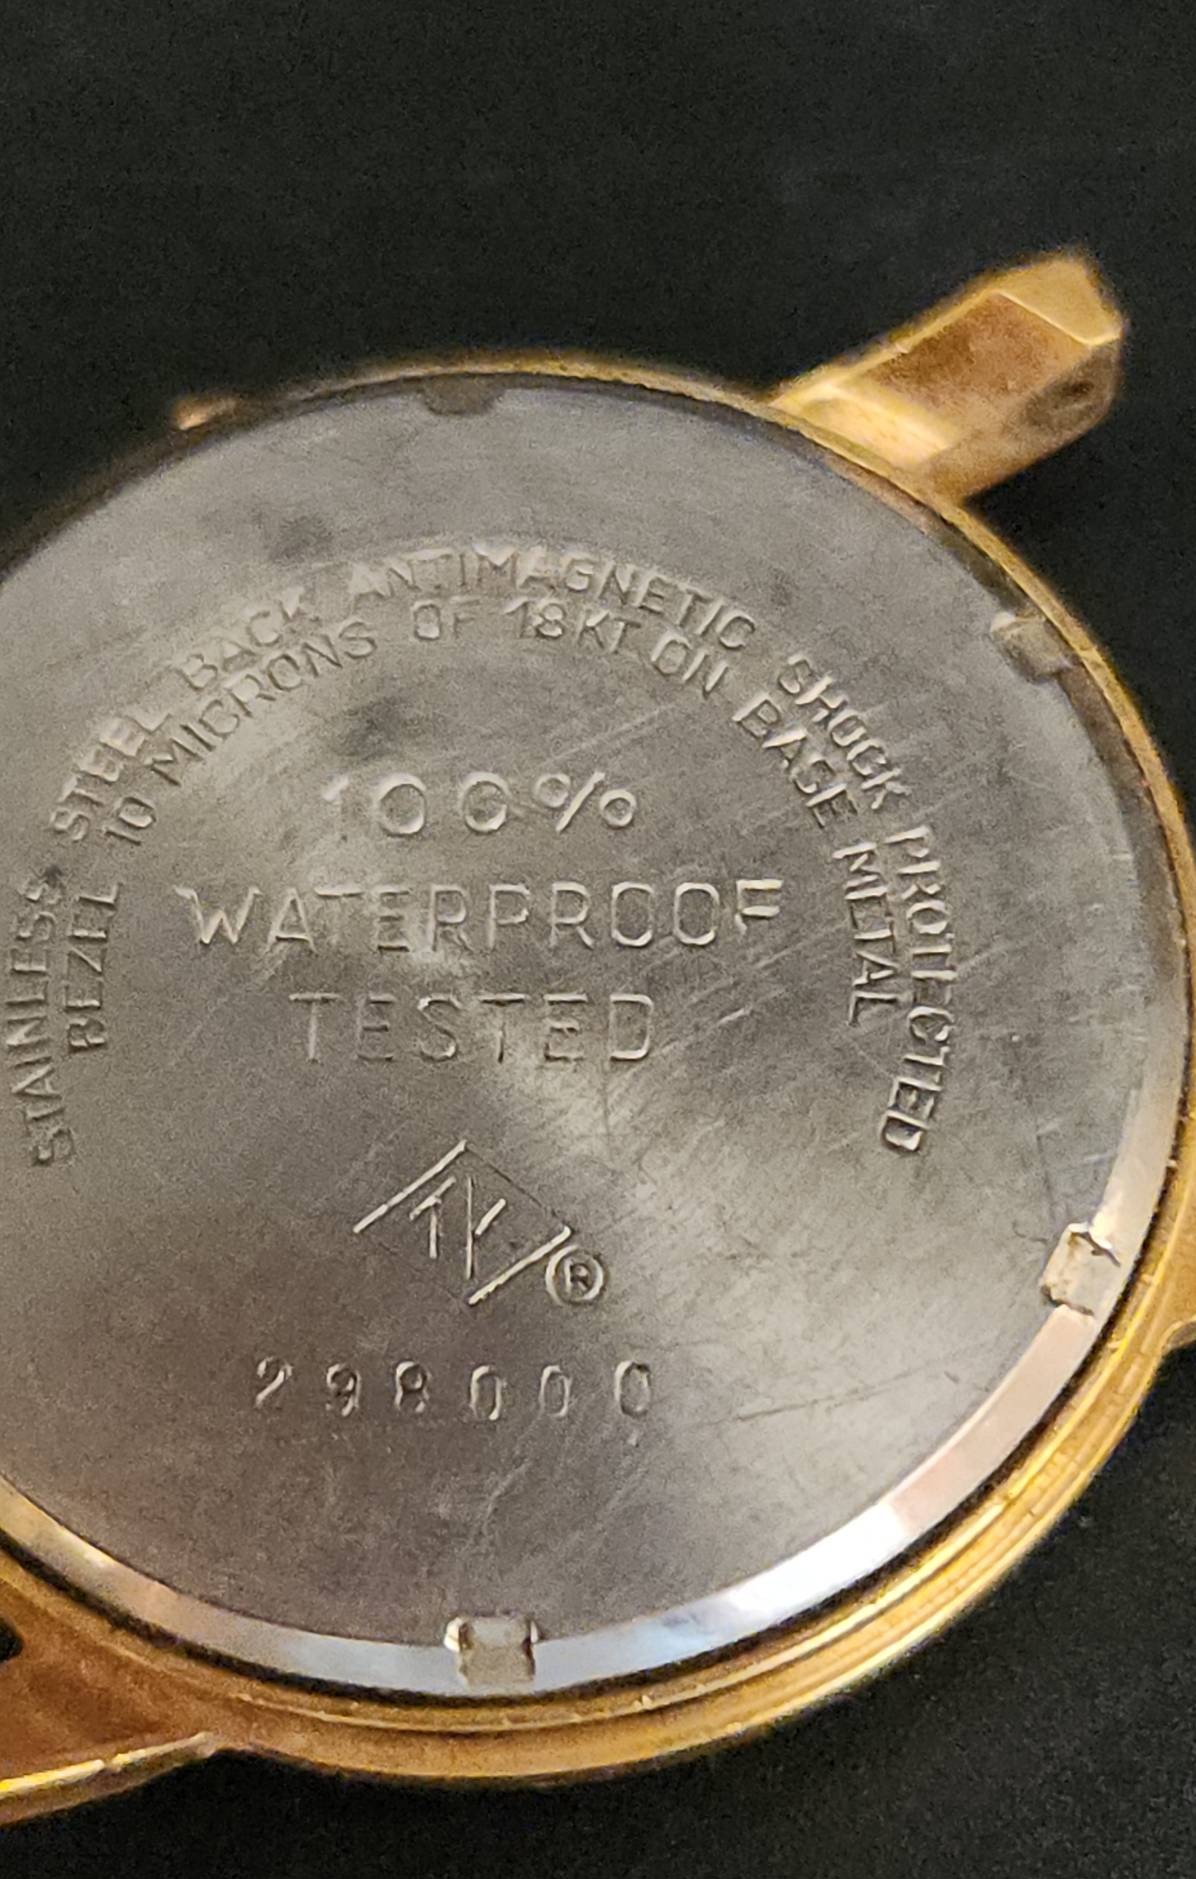 STAINLESS STEEL BACK ANTIMAGNETIC SHOCK PROTECTED
BEZEL 10 MICRONS OF 18KT ON BASE METAL
100%
WATERPROOF
TESTED
®
298000